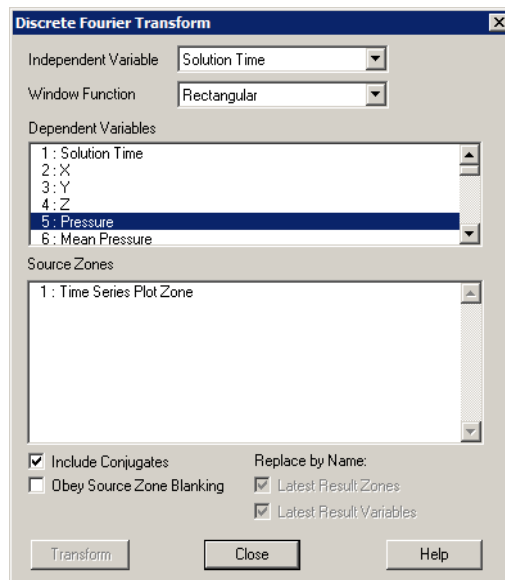 Discrete Fourier Transform
Independent Variable Solution Time
Window Function Rectangular
Dependent Variables
1 : Solution Time
2 : X
3 : Y
4 : Z
5 : Pressure
6 : Mean Pressure
Source Zones
1 : Time Series Plot Zone
Include Conjugates Replace by Name:
Obey Source Zone Blanking Latest Result Zones
Latest Result Variables
Transform Close Help